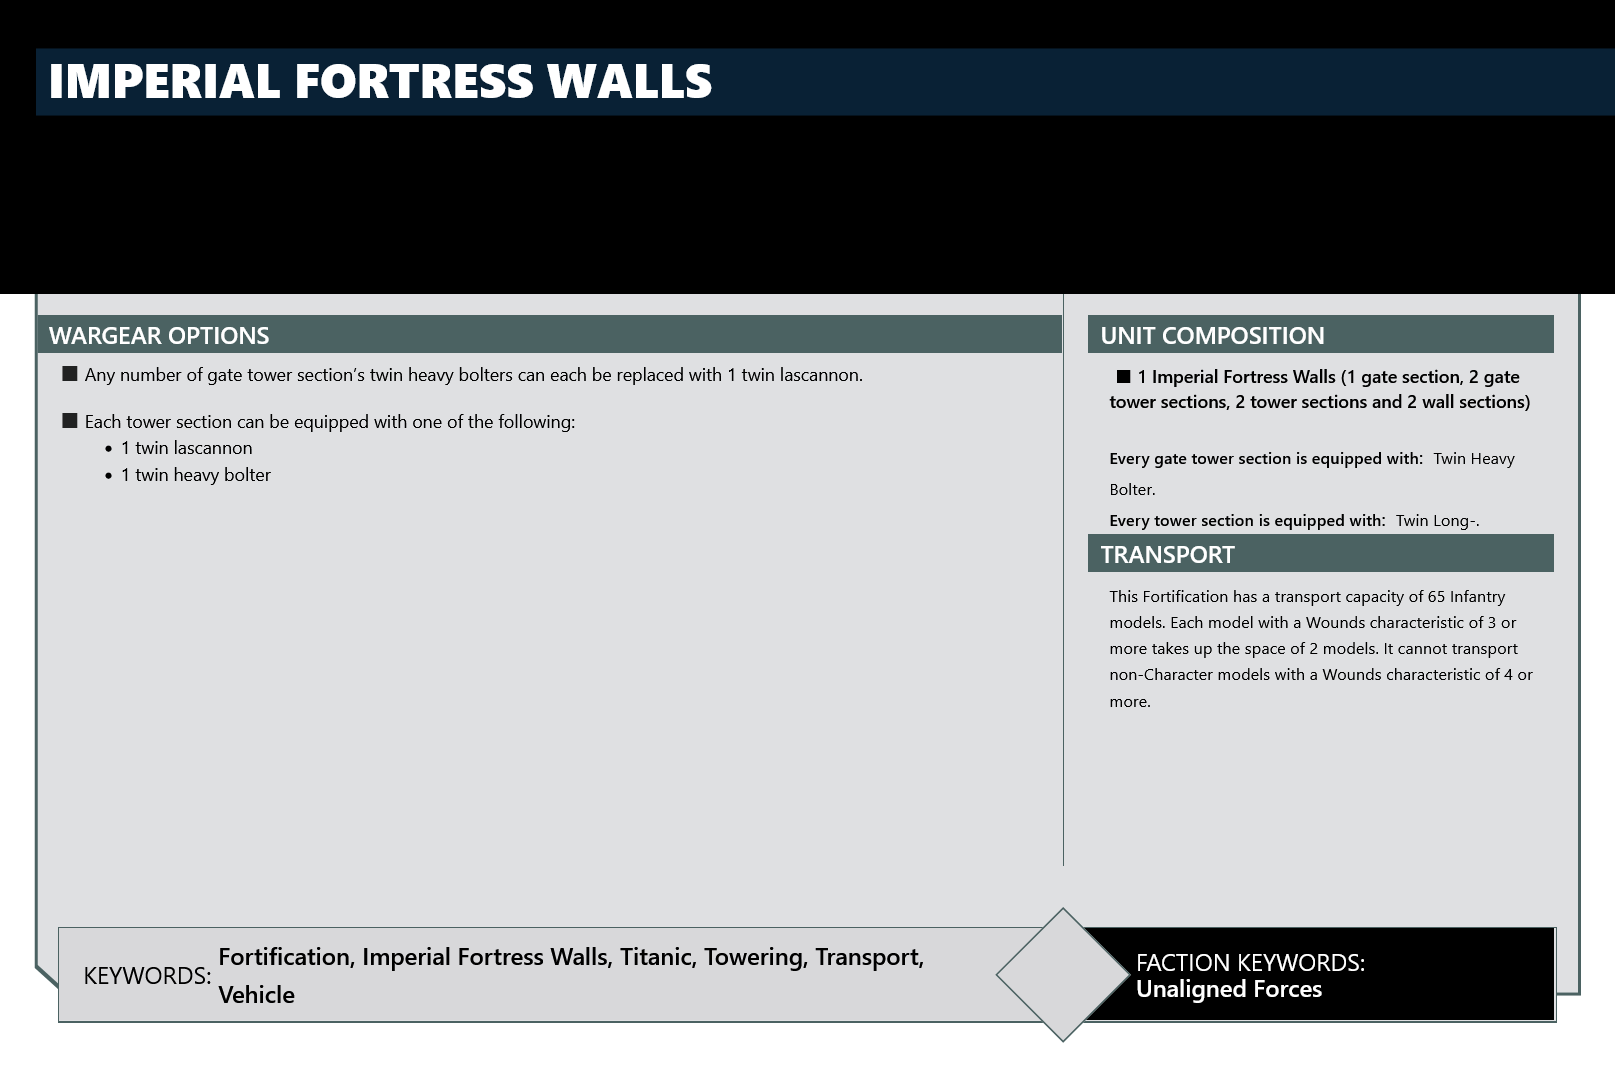 IMPERIAL FORTRESS WALLS
WARGEAR OPTIONS
■ Any number of gate tower section’s twin heavy bolters can each be replaced with 1 twin lascannon.
■ Each tower section can be equipped with one of the following:
• 1 twin lascannon
• 1 twin heavy bolter
UNIT COMPOSITION
■ 1 Imperial Fortress Walls (1 gate section, 2 gate
tower sections, 2 tower sections and 2 wall sections)
Every gate tower section is equipped with: Twin Heavy
Bolter.
Every tower section is equipped with: Twin Long-.
TRANSPORT
This Fortification has a transport capacity of 65 Infantry
models. Each model with a Wounds characteristic of 3 or
more takes up the space of 2 models. It cannot transport
non-Character models with a Wounds characteristic of 4 or
more.
KEYWORDS: Fortification, Imperial Fortress Walls, Titanic, Towering, Transport,
Vehicle
FACTION KEYWORDS:
Unaligned Forces